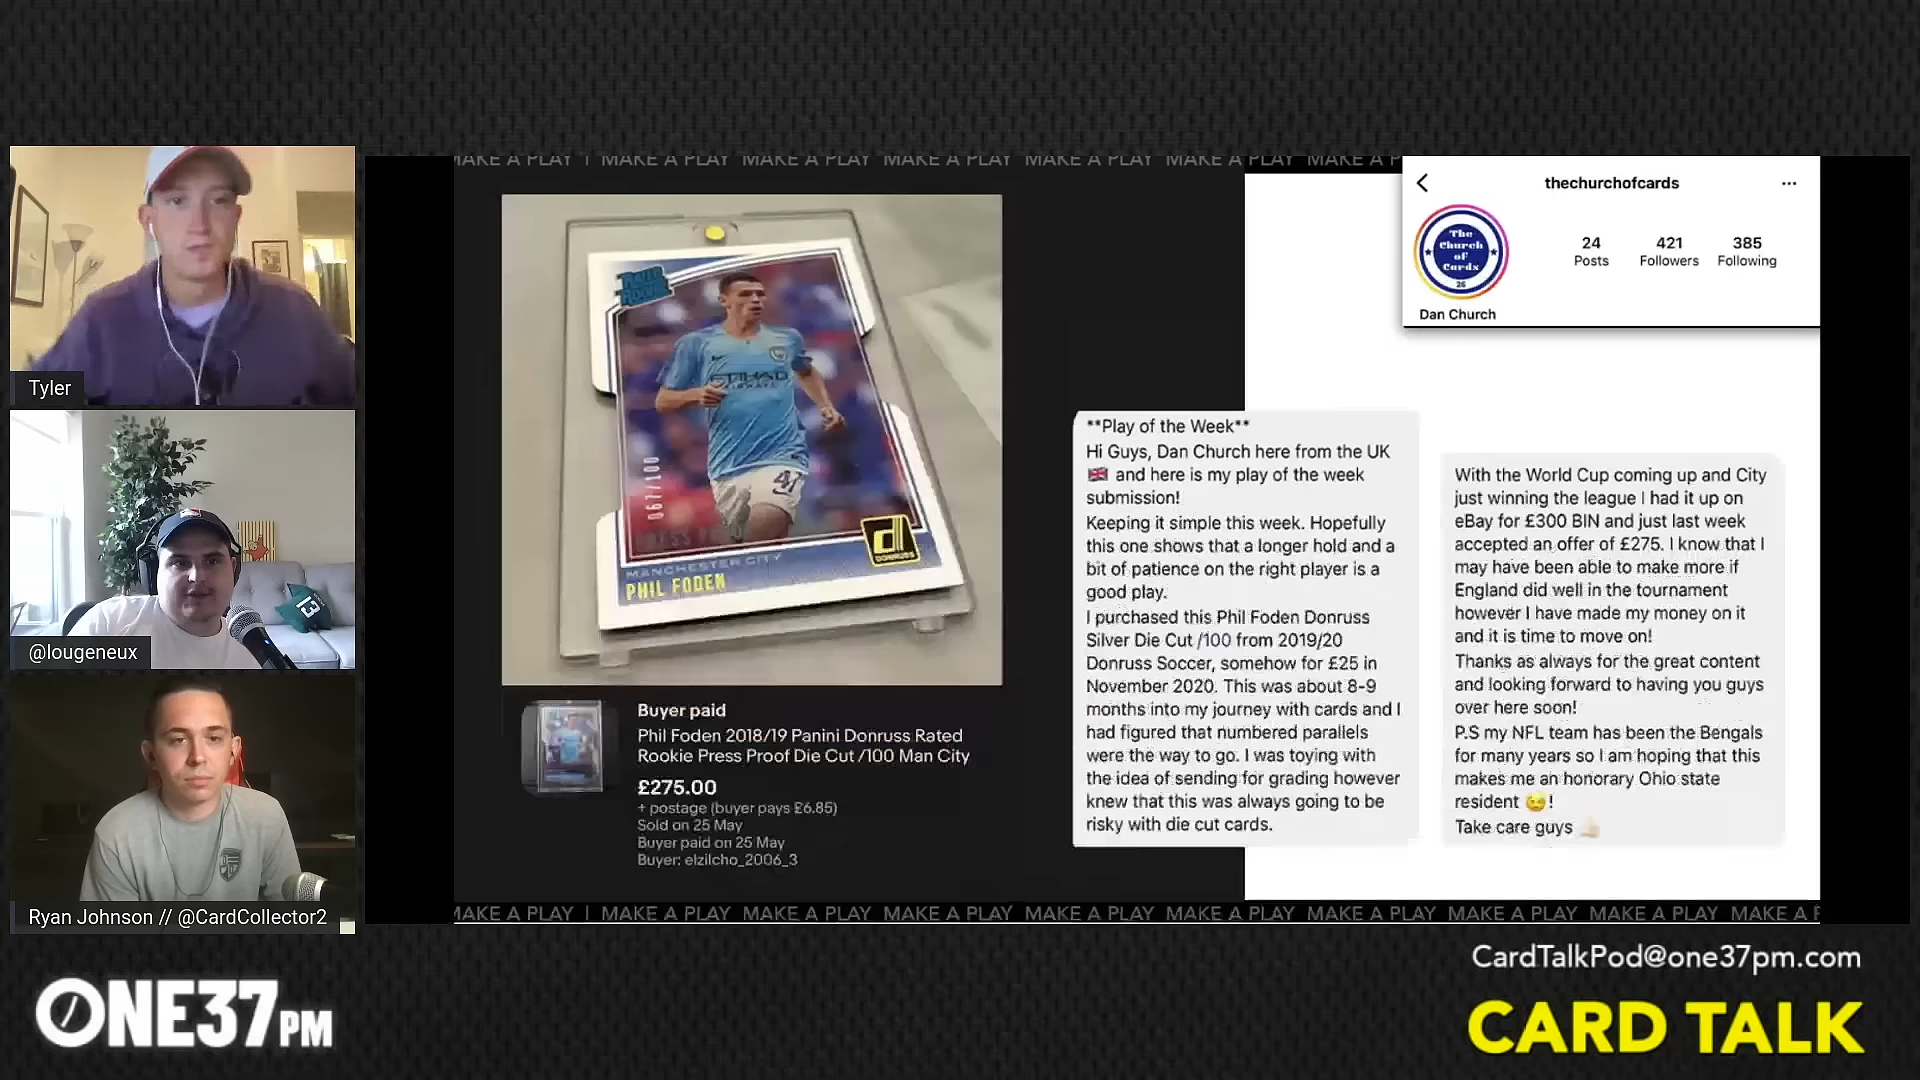 MAKE A PLAY | MAKE A PLAY MAKE A PLAY MAKE A PLAY MAKE A PLAY MAKE A PLAY MAKE A P
thechurchofcards
...
The
Church
of
Cards
26
24
Posts
421
Followers
385
Following
Dan Church
Tyler
@lougeneux
13
Ryan Johnson // @CardCollector2
RATED
ROOKIE
ETIHAD
AIRWAYS
47
067/100
d
DONRUSS
MANCHESTER CITY
PHIL FODEN
Buyer paid
Phil Foden 2018/19 Panini Donruss Rated
Rookie Press Proof Die Cut /100 Man City
£275.00
+ postage (buyer pays £6.85)
Sold on 25 May
Buyer paid on 25 May
Buyer: elzilcho_2006_3
**Play of the Week**
Hi Guys, Dan Church here from the UK
🇬🇧 and here is my play of the week
submission!
Keeping it simple this week. Hopefully
this one shows that a longer hold and a
bit of patience on the right player is a
good play.
I purchased this Phil Foden Donruss
Silver Die Cut /100 from 2019/20
Donruss Soccer, somehow for £25 in
November 2020. This was about 8-9
months into my journey with cards and I
had figured that numbered parallels
were the way to go. I was toying with
the idea of sending for grading however
knew that this was always going to be
risky with die cut cards.
With the World Cup coming up and City
just winning the league I had it up on
eBay for £300 BIN and just last week
accepted an offer of £275. I know that I
may have been able to make more if
England did well in the tournament
however I have made my money on it
and it is time to move on!
Thanks as always for the great content
and looking forward to having you guys
over here soon!
P.S my NFL team has been the Bengals
for many years so I am hoping that this
makes me an honorary Ohio state
resident 🤪!
Take care guys 👍🏻
MAKE A PLAY | MAKE A PLAY MAKE A PLAY MAKE A PLAY MAKE A PLAY MAKE A PLAY MAKE A PLAY MAKE A PLAY MAKE A PLAY MAKE A P
ONE37PM
CardTalkPod@one37pm.com
CARD TALK